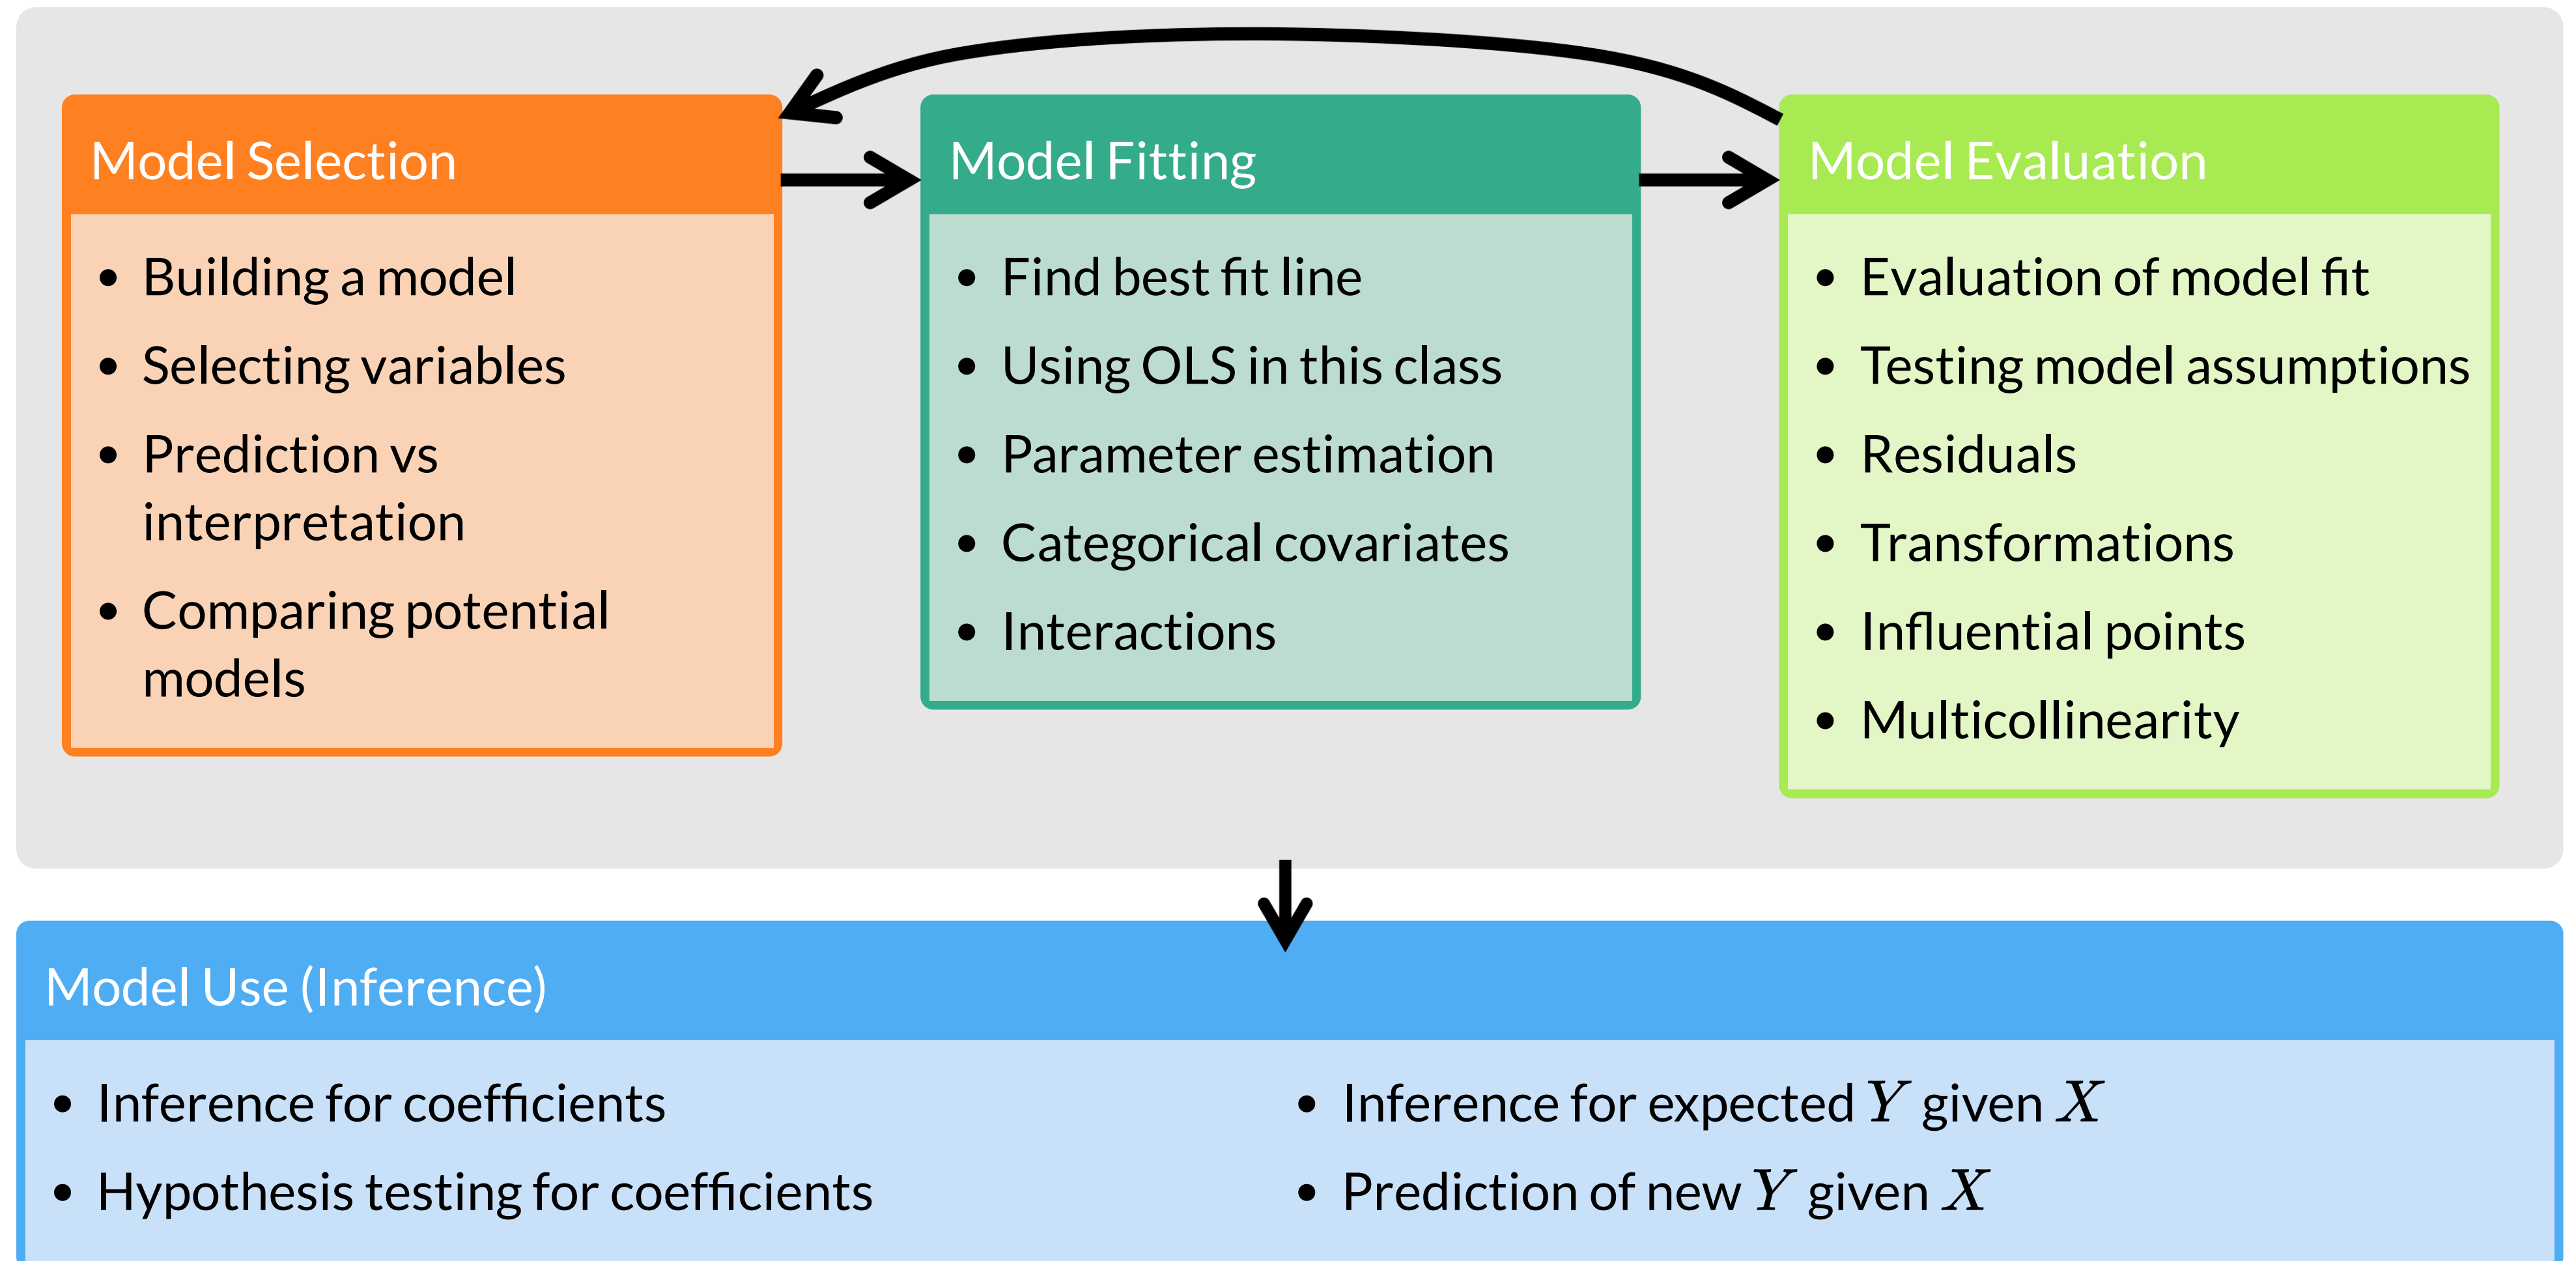 Model Selection
• Building a model
• Selecting variables
• Prediction vs
interpretation
• Comparing potential
models
Model Fitting
• Find best fit line
• Using OLS in this class
• Parameter estimation
• Categorical covariates
• Interactions
Model Evaluation
• Evaluation of model fit
• Testing model assumptions
• Residuals
• Transformations
• Influential points
• Multicollinearity
Model Use (Inference)
• Inference for coefficients
• Hypothesis testing for coefficients
• Inference for expected Y given X
• Prediction of new Y given X